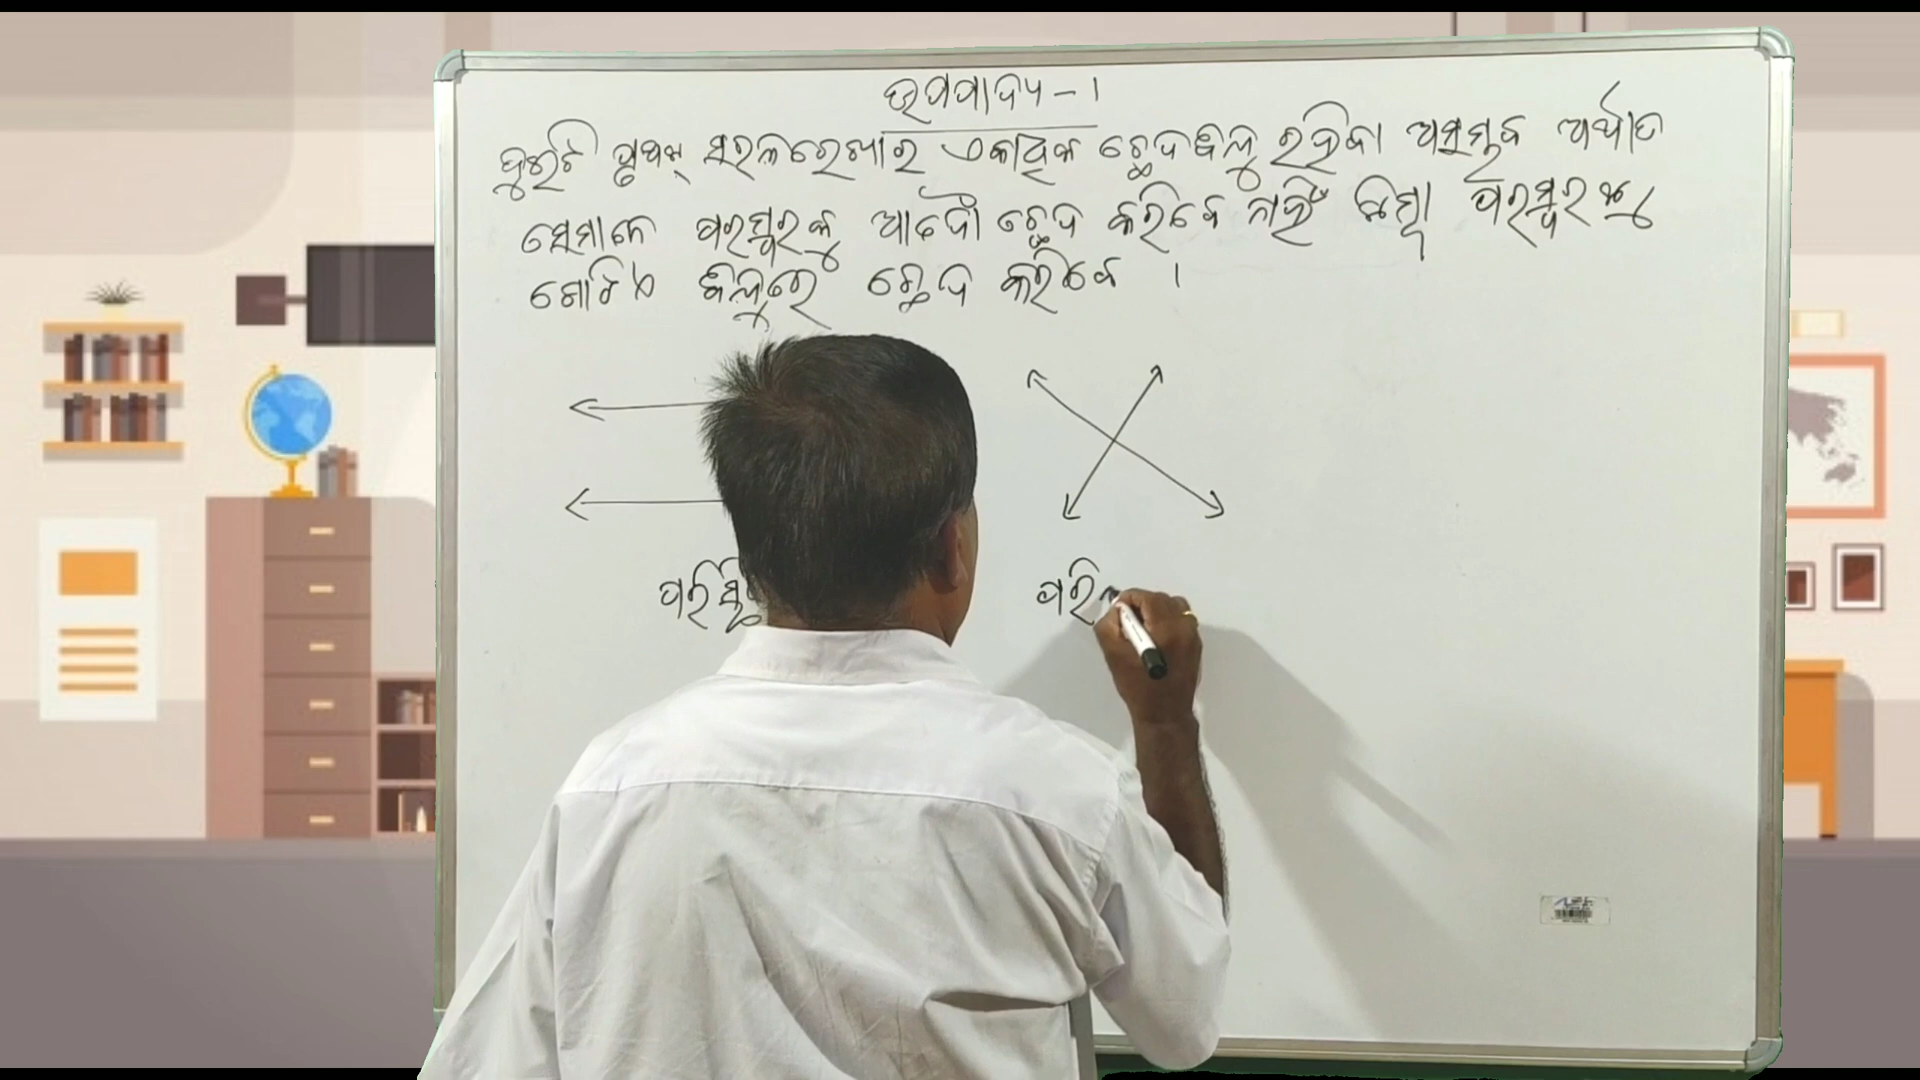 ଉପପାଦ୍ୟ - ୧
ଦୁଇଟି ପୃଥକ୍ ସରଳରେଖାର ଏକାଧିକ ଛେଦବିନ୍ଦୁ ରହିବା ଅସମ୍ଭବ ଅର୍ଥାତ
ସେମାନେ ପରସ୍ପରକୁ ଆଦୌ ଛେଦ କରିବେ ନାହିଁ କିମ୍ବା ପରସ୍ପରକୁ
ଗୋଟିଏ ବିନ୍ଦୁରେ ଛେଦ କରିବେ ।